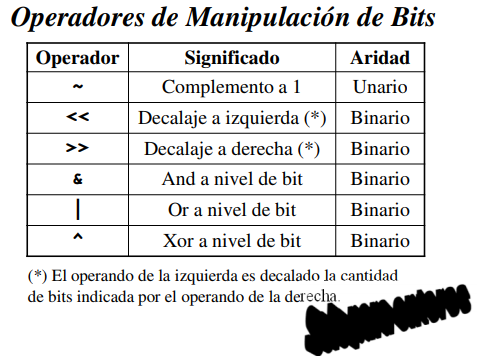 Operadores de Manipulación de Bits
Operador Significado Aridad
~ Complemento a 1 Unario
<< Decalaje a izquierda (*) Binario
>> Decalaje a derecha (*) Binario
& And a nivel de bit Binario
| Or a nivel de bit Binario
^ Xor a nivel de bit Binario
(*) El operando de la izquierda es decalado la cantidad
de bits indicada por el operando de la derecha.